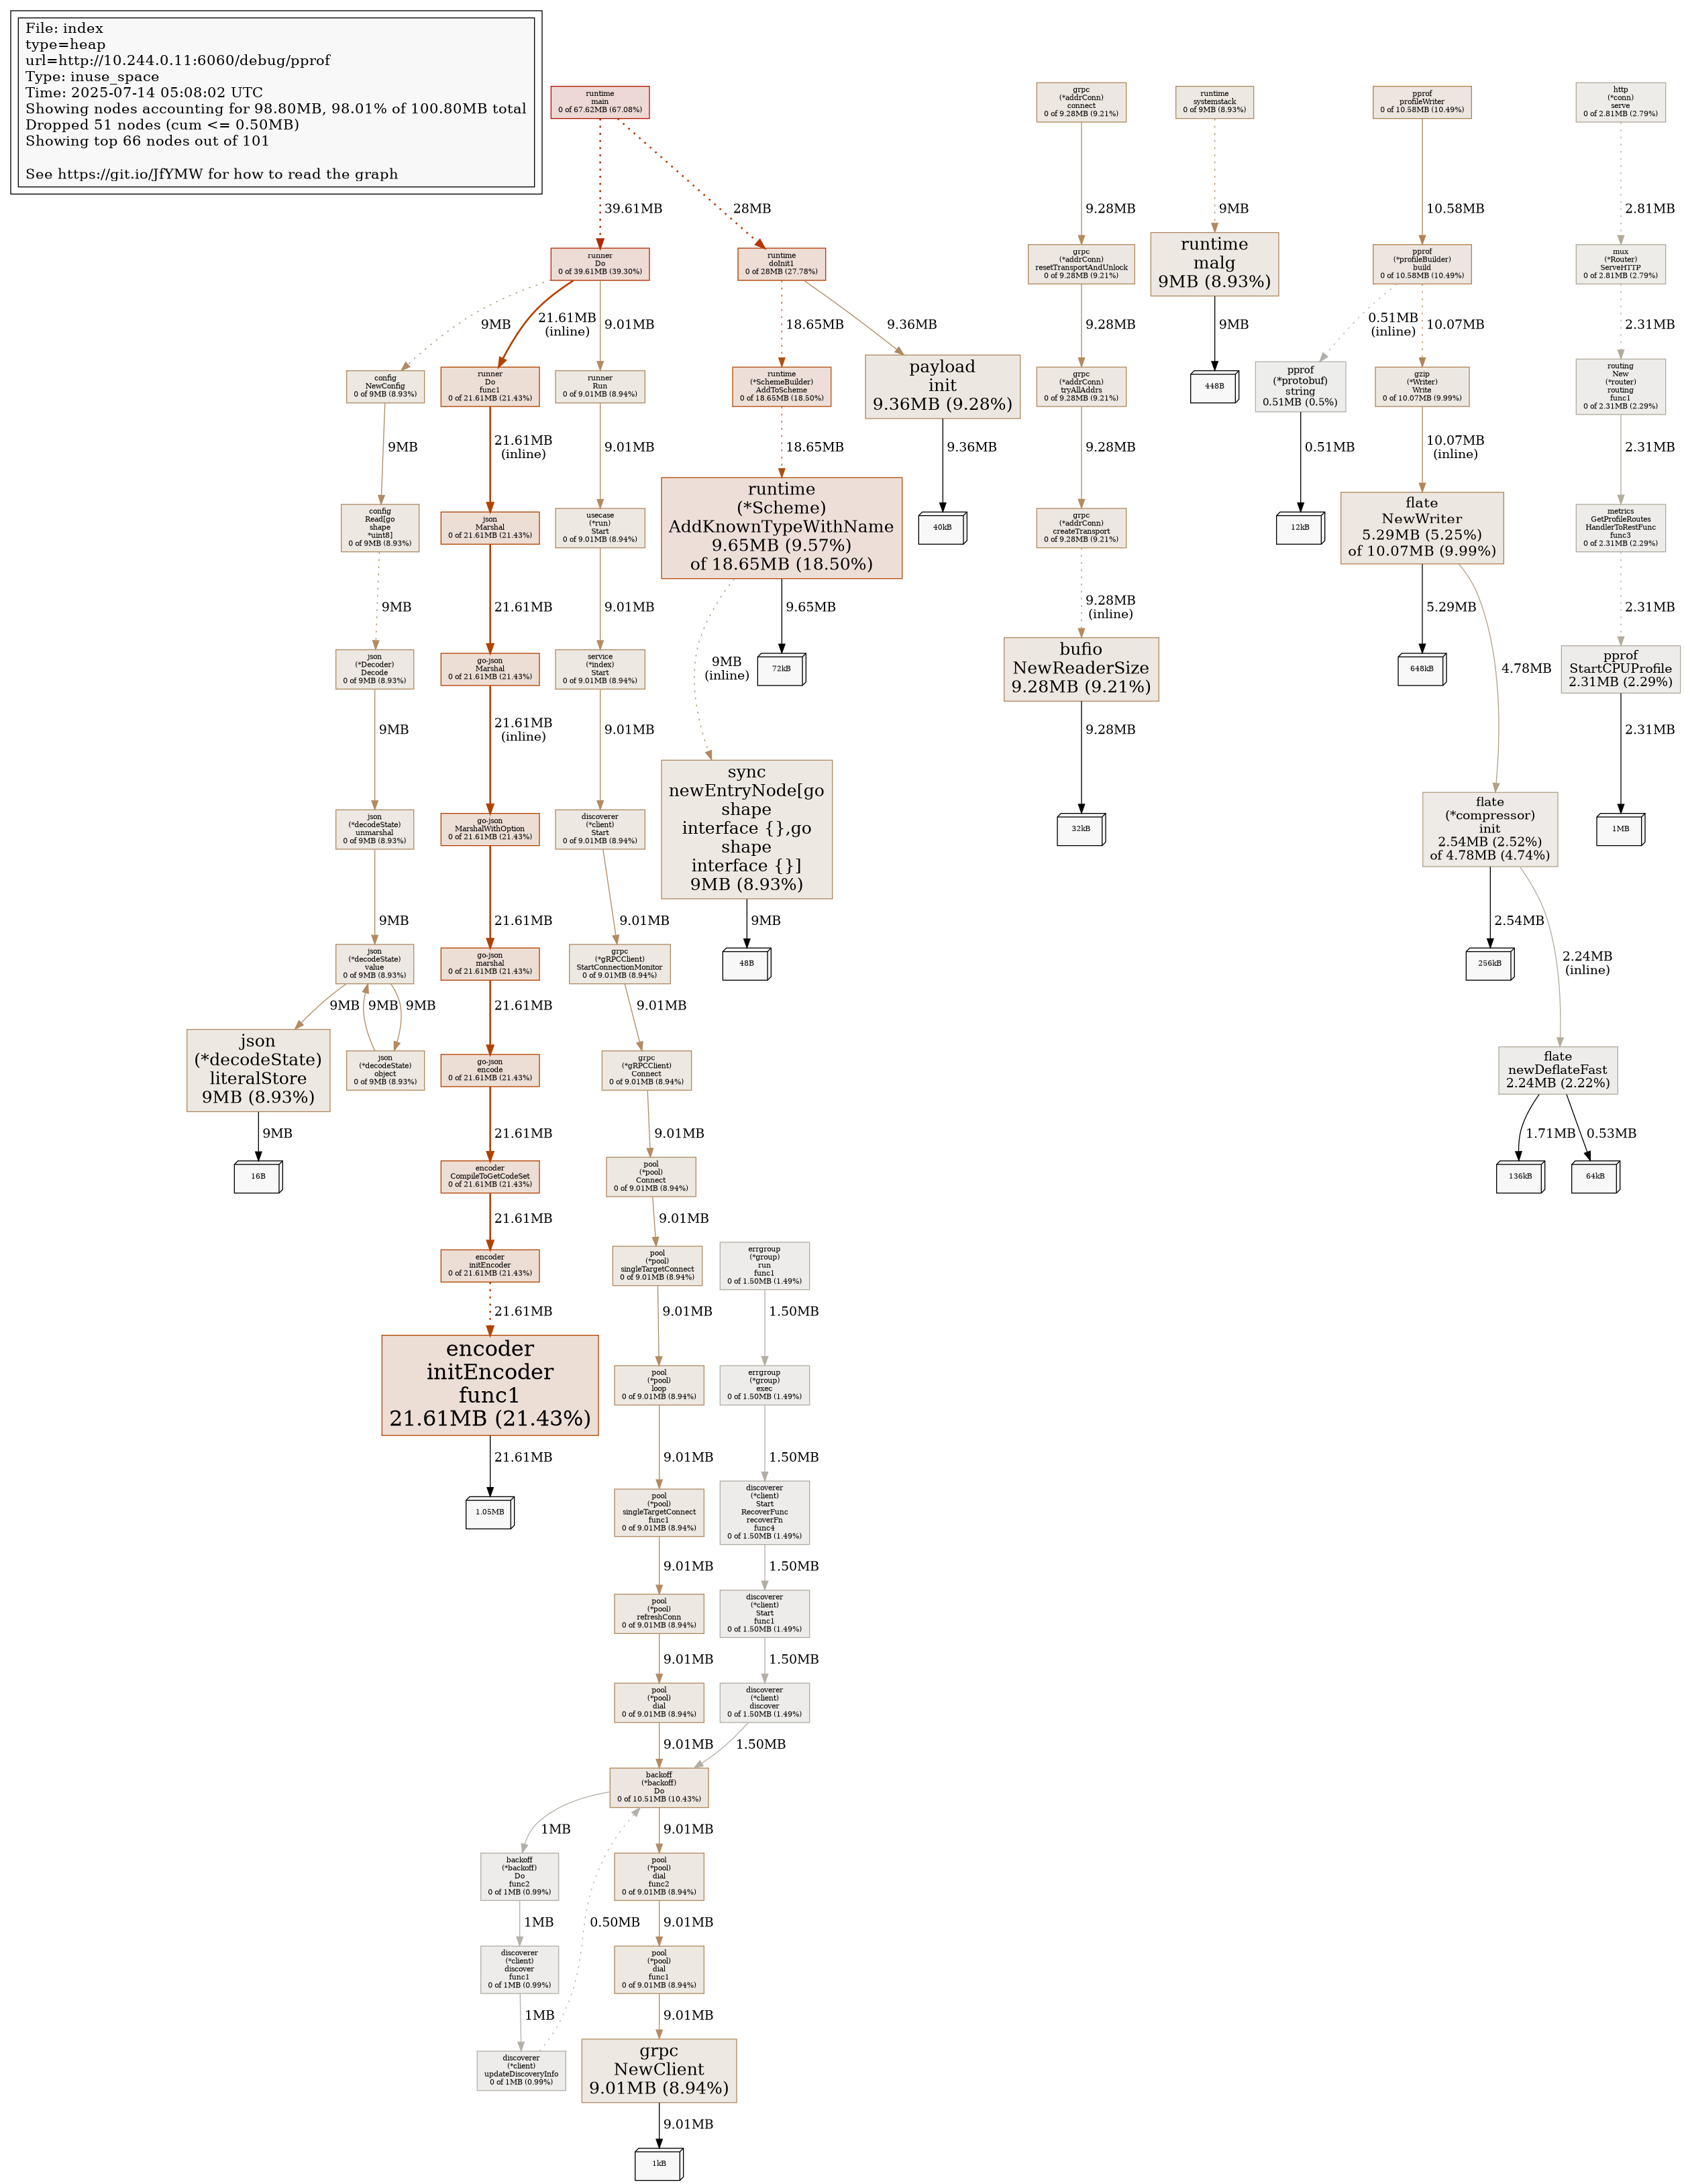 File: index
type=heap
url=http://10.244.0.11:6060/debug/pprof
Type: inuse_space
Time: 2025-07-14 05:08:02 UTC
Showing nodes accounting for 98.80MB, 98.01% of 100.80MB total
Dropped 51 nodes (cum <= 0.50MB)
Showing top 66 nodes out of 101
See https://git.io/JfYMW for how to read the graph
runtime
main
0 of 67.62MB (67.08%)
39.61MB
28MB
runner
Do
0 of 39.61MB (39.30%)
9MB
21.61MB
(inline)
9.01MB
config
NewConfig
0 of 9MB (8.93%)
9MB
config
Read[go
shape
*uint8]
0 of 9MB (8.93%)
9MB
json
(*Decoder)
Decode
0 of 9MB (8.93%)
9MB
json
(*decodeState)
unmarshal
0 of 9MB (8.93%)
9MB
json
(*decodeState)
value
0 of 9MB (8.93%)
9MB
9MB
9MB
json
(*decodeState)
literalStore
9MB (8.93%)
9MB
16B
json
(*decodeState)
object
0 of 9MB (8.93%)
runner
Do
func1
0 of 21.61MB (21.43%)
21.61MB
(inline)
json
Marshal
0 of 21.61MB (21.43%)
21.61MB
go-json
Marshal
0 of 21.61MB (21.43%)
21.61MB
(inline)
go-json
MarshalWithOption
0 of 21.61MB (21.43%)
21.61MB
go-json
marshal
0 of 21.61MB (21.43%)
21.61MB
go-json
encode
0 of 21.61MB (21.43%)
21.61MB
encoder
CompileToGetCodeSet
0 of 21.61MB (21.43%)
21.61MB
encoder
initEncoder
0 of 21.61MB (21.43%)
21.61MB
encoder
initEncoder
func1
21.61MB (21.43%)
21.61MB
1.05MB
runner
Run
0 of 9.01MB (8.94%)
9.01MB
usecase
(*run)
Start
0 of 9.01MB (8.94%)
9.01MB
service
(*index)
Start
0 of 9.01MB (8.94%)
9.01MB
discoverer
(*client)
Start
0 of 9.01MB (8.94%)
9.01MB
grpc
(*gRPCClient)
StartConnectionMonitor
0 of 9.01MB (8.94%)
9.01MB
grpc
(*gRPCClient)
Connect
0 of 9.01MB (8.94%)
9.01MB
pool
(*pool)
Connect
0 of 9.01MB (8.94%)
9.01MB
pool
(*pool)
singleTargetConnect
0 of 9.01MB (8.94%)
9.01MB
pool
(*pool)
loop
0 of 9.01MB (8.94%)
9.01MB
pool
(*pool)
singleTargetConnect
func1
0 of 9.01MB (8.94%)
9.01MB
pool
(*pool)
refreshConn
0 of 9.01MB (8.94%)
9.01MB
pool
(*pool)
dial
0 of 9.01MB (8.94%)
9.01MB
errgroup
(*group)
run
func1
0 of 1.50MB (1.49%)
1.50MB
errgroup
(*group)
exec
0 of 1.50MB (1.49%)
1.50MB
discoverer
(*client)
Start
RecoverFunc
recoverFn
func4
0 of 1.50MB (1.49%)
1.50MB
discoverer
(*client)
Start
func1
0 of 1.50MB (1.49%)
1.50MB
discoverer
(*client)
discover
0 of 1.50MB (1.49%)
1.50MB
backoff
(*backoff)
Do
0 of 10.51MB (10.43%)
1MB
9.01MB
backoff
(*backoff)
Do
func2
0 of 1MB (0.99%)
1MB
discoverer
(*client)
discover
func1
0 of 1MB (0.99%)
1MB
discoverer
(*client)
updateDiscoveryInfo
0 of 1MB (0.99%)
0.50MB
pool
(*pool)
dial
func2
0 of 9.01MB (8.94%)
9.01MB
pool
(*pool)
dial
func1
0 of 9.01MB (8.94%)
9.01MB
grpc
NewClient
9.01MB (8.94%)
9.01MB
1kB
runtime
doInit1
0 of 28MB (27.78%)
18.65MB
9.36MB
runtime
(*SchemeBuilder)
AddToScheme
0 of 18.65MB (18.50%)
18.65MB
runtime
(*Scheme)
AddKnownTypeWithName
9.65MB (9.57%)
of 18.65MB (18.50%)
9MB
(inline)
9.65MB
72kB
sync
newEntryNode[go
shape
interface {},go
shape
interface {}]
9MB (8.93%)
9MB
48B
payload
init
9.36MB (9.28%)
9.36MB
40kB
grpc
(*addrConn)
connect
0 of 9.28MB (9.21%)
9.28MB
grpc
(*addrConn)
resetTransportAndUnlock
0 of 9.28MB (9.21%)
9.28MB
grpc
(*addrConn)
tryAllAddrs
0 of 9.28MB (9.21%)
9.28MB
grpc
(*addrConn)
createTransport
0 of 9.28MB (9.21%)
9.28MB
(inline)
bufio
NewReaderSize
9.28MB (9.21%)
9.28MB
32kB
runtime
systemstack
0 of 9MB (8.93%)
9MB
runtime
malg
9MB (8.93%)
9MB
448B
pprof
profileWriter
0 of 10.58MB (10.49%)
10.58MB
pprof
(*profileBuilder)
build
0 of 10.58MB (10.49%)
0.51MB
(inline)
10.07MB
pprof
(*protobuf)
string
0.51MB (0.5%)
0.51MB
12kB
gzip
(*Writer)
Write
0 of 10.07MB (9.99%)
10.07MB
(inline)
flate
NewWriter
5.29MB (5.25%)
of 10.07MB (9.99%)
5.29MB
648kB
4.78MB
flate
(*compressor)
init
2.54MB (2.52%)
of 4.78MB (4.74%)
2.54MB
256kB
2.24MB
(inline)
flate
newDeflateFast
2.24MB (2.22%)
1.71MB
0.53MB
136kB
64kB
http
(*conn)
serve
0 of 2.81MB (2.79%)
2.81MB
mux
(*Router)
ServeHTTP
0 of 2.81MB (2.79%)
2.31MB
routing
New
(*router)
routing
func1
0 of 2.31MB (2.29%)
2.31MB
metrics
GetProfileRoutes
HandlerToRestFunc
func3
0 of 2.31MB (2.29%)
2.31MB
pprof
StartCPUProfile
2.31MB (2.29%)
2.31MB
1MB